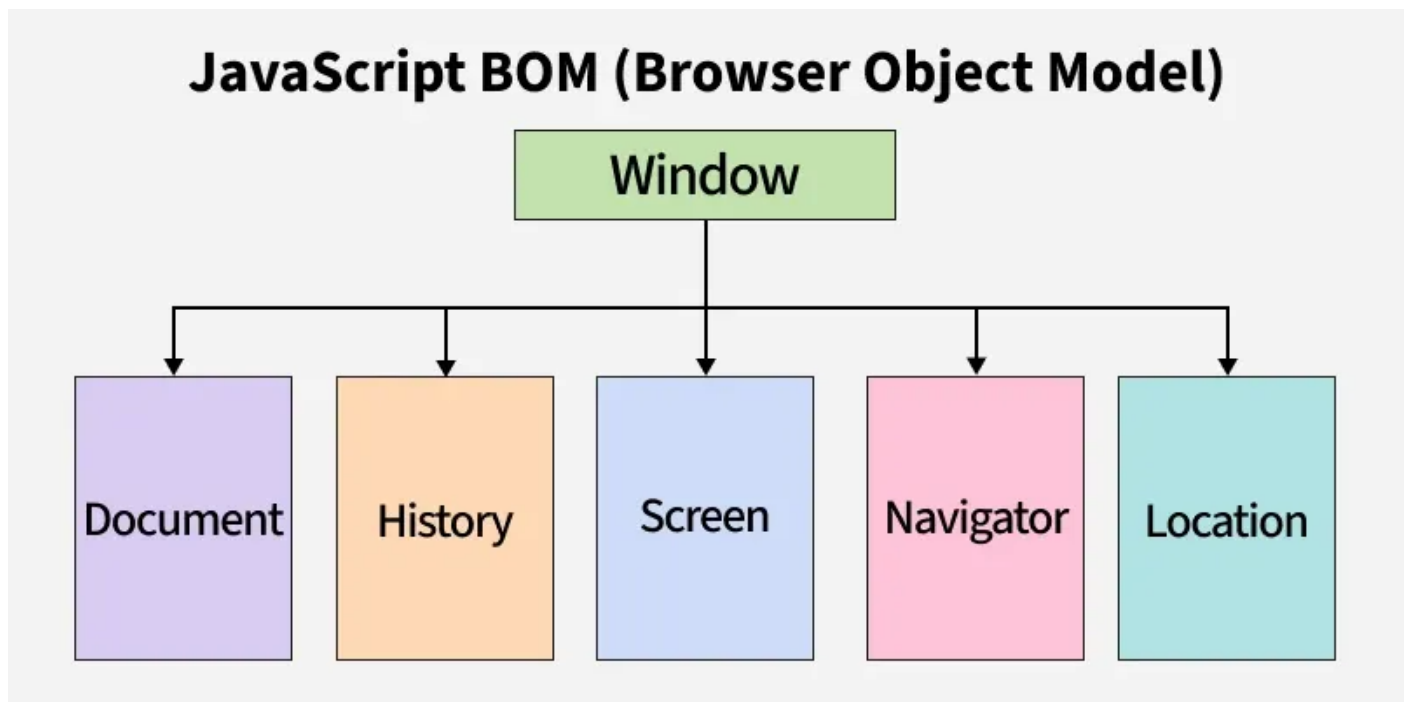 JavaScript BOM (Browser Object Model)
Window
Document
History
Screen
Navigator
Location